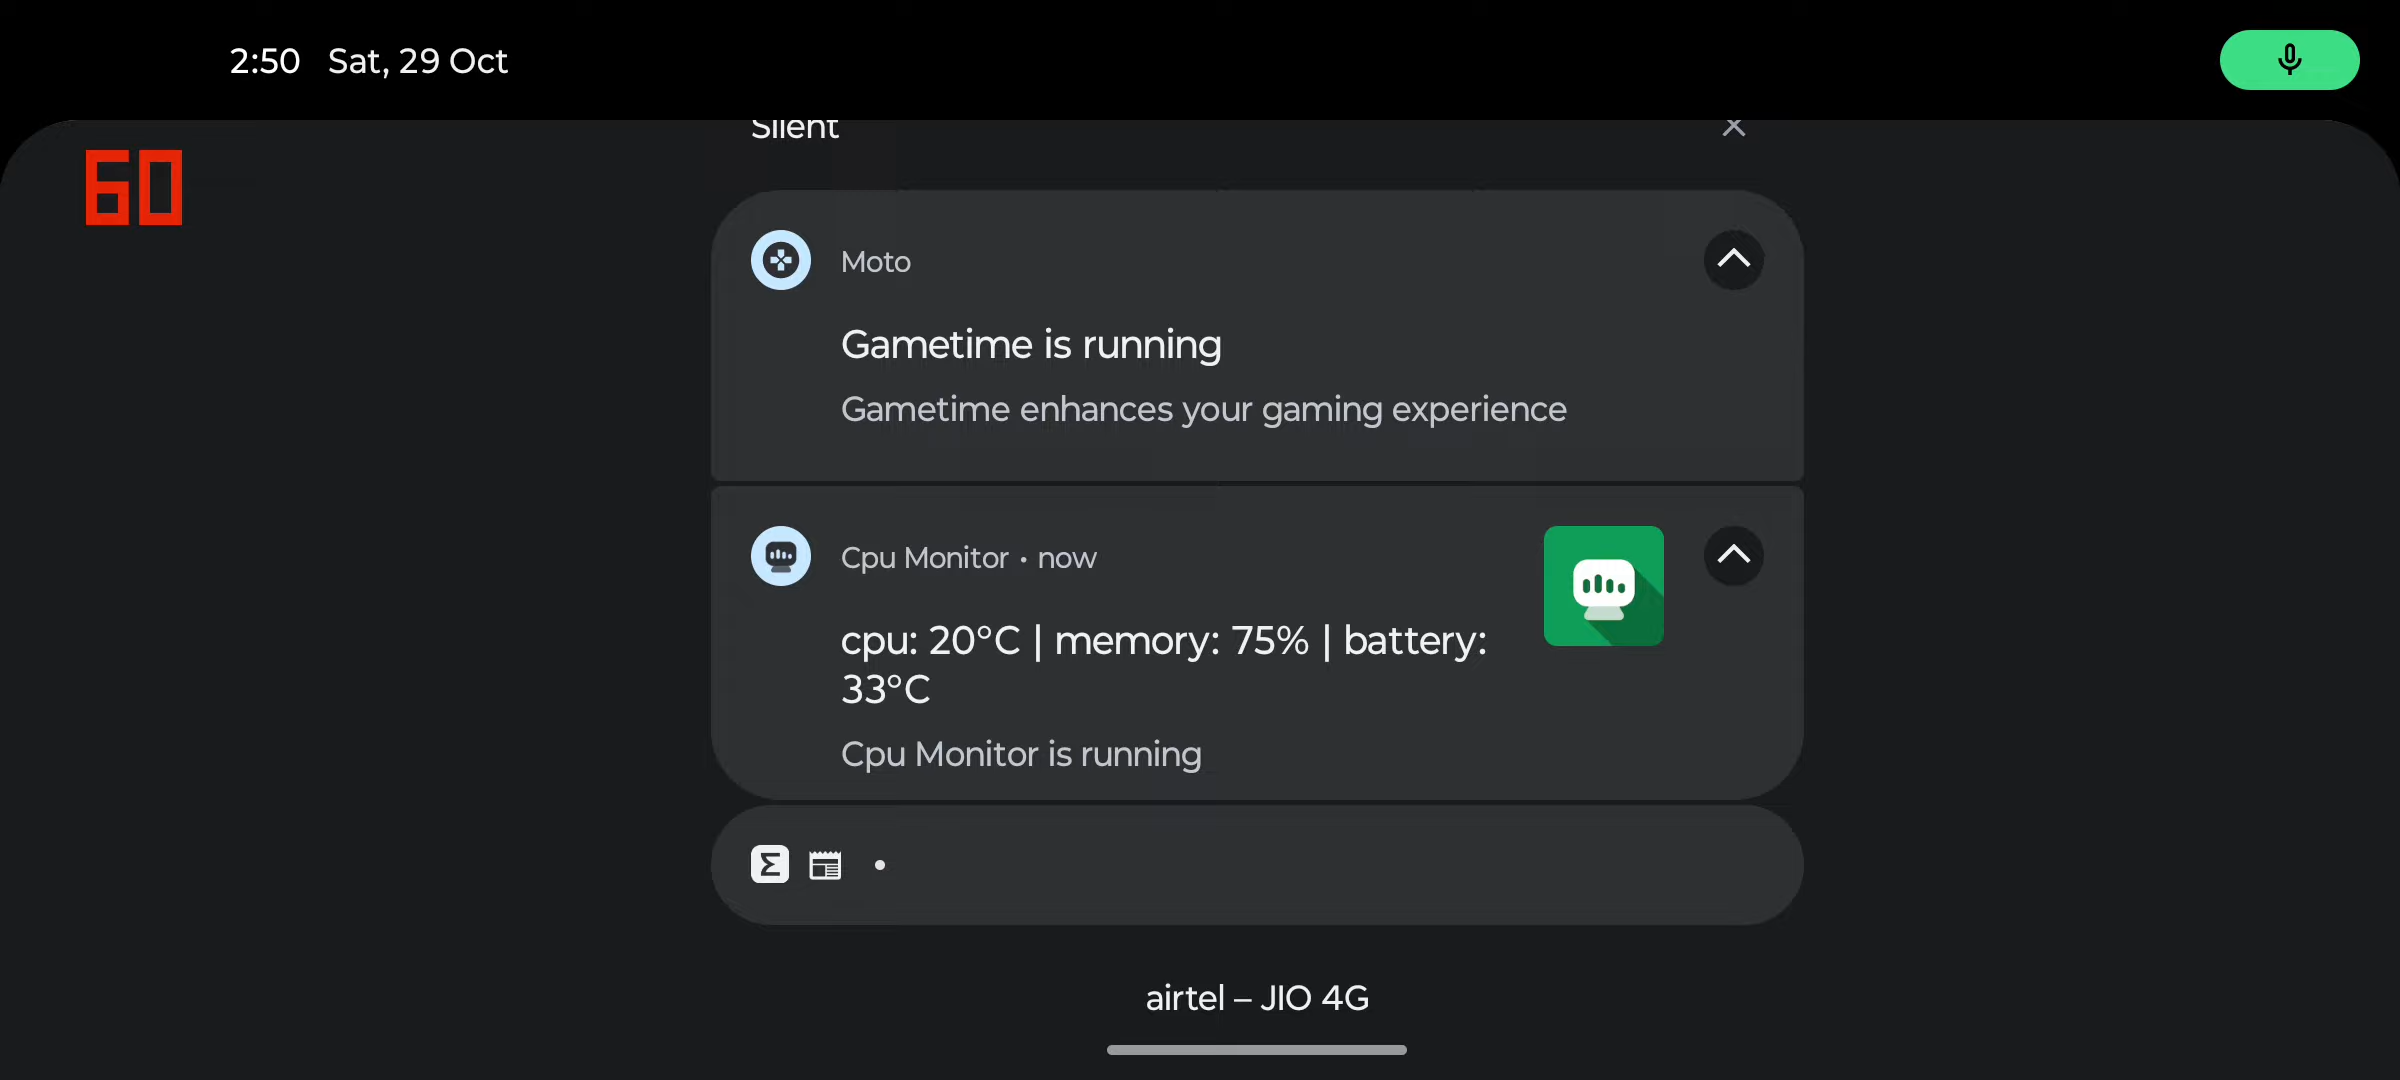 2:50 Sat, 29 Oct
Silent
60
Moto
Gametime is running
Gametime enhances your gaming experience
Cpu Monitor • now
cpu: 20°C | memory: 75% | battery:
33°C
Cpu Monitor is running
airtel – JIO 4G